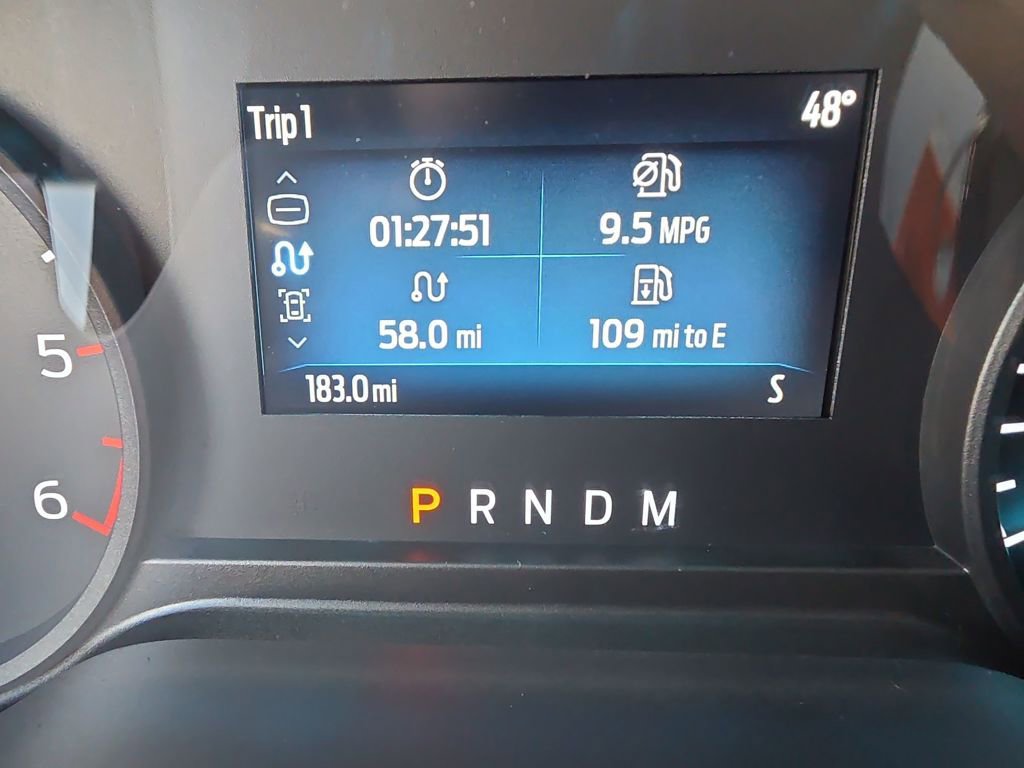 Trip 1 48°
01:27:51 9.5 MPG
58.0 mi 109 mi to E
183.0 mi S
5
6
P R N D M